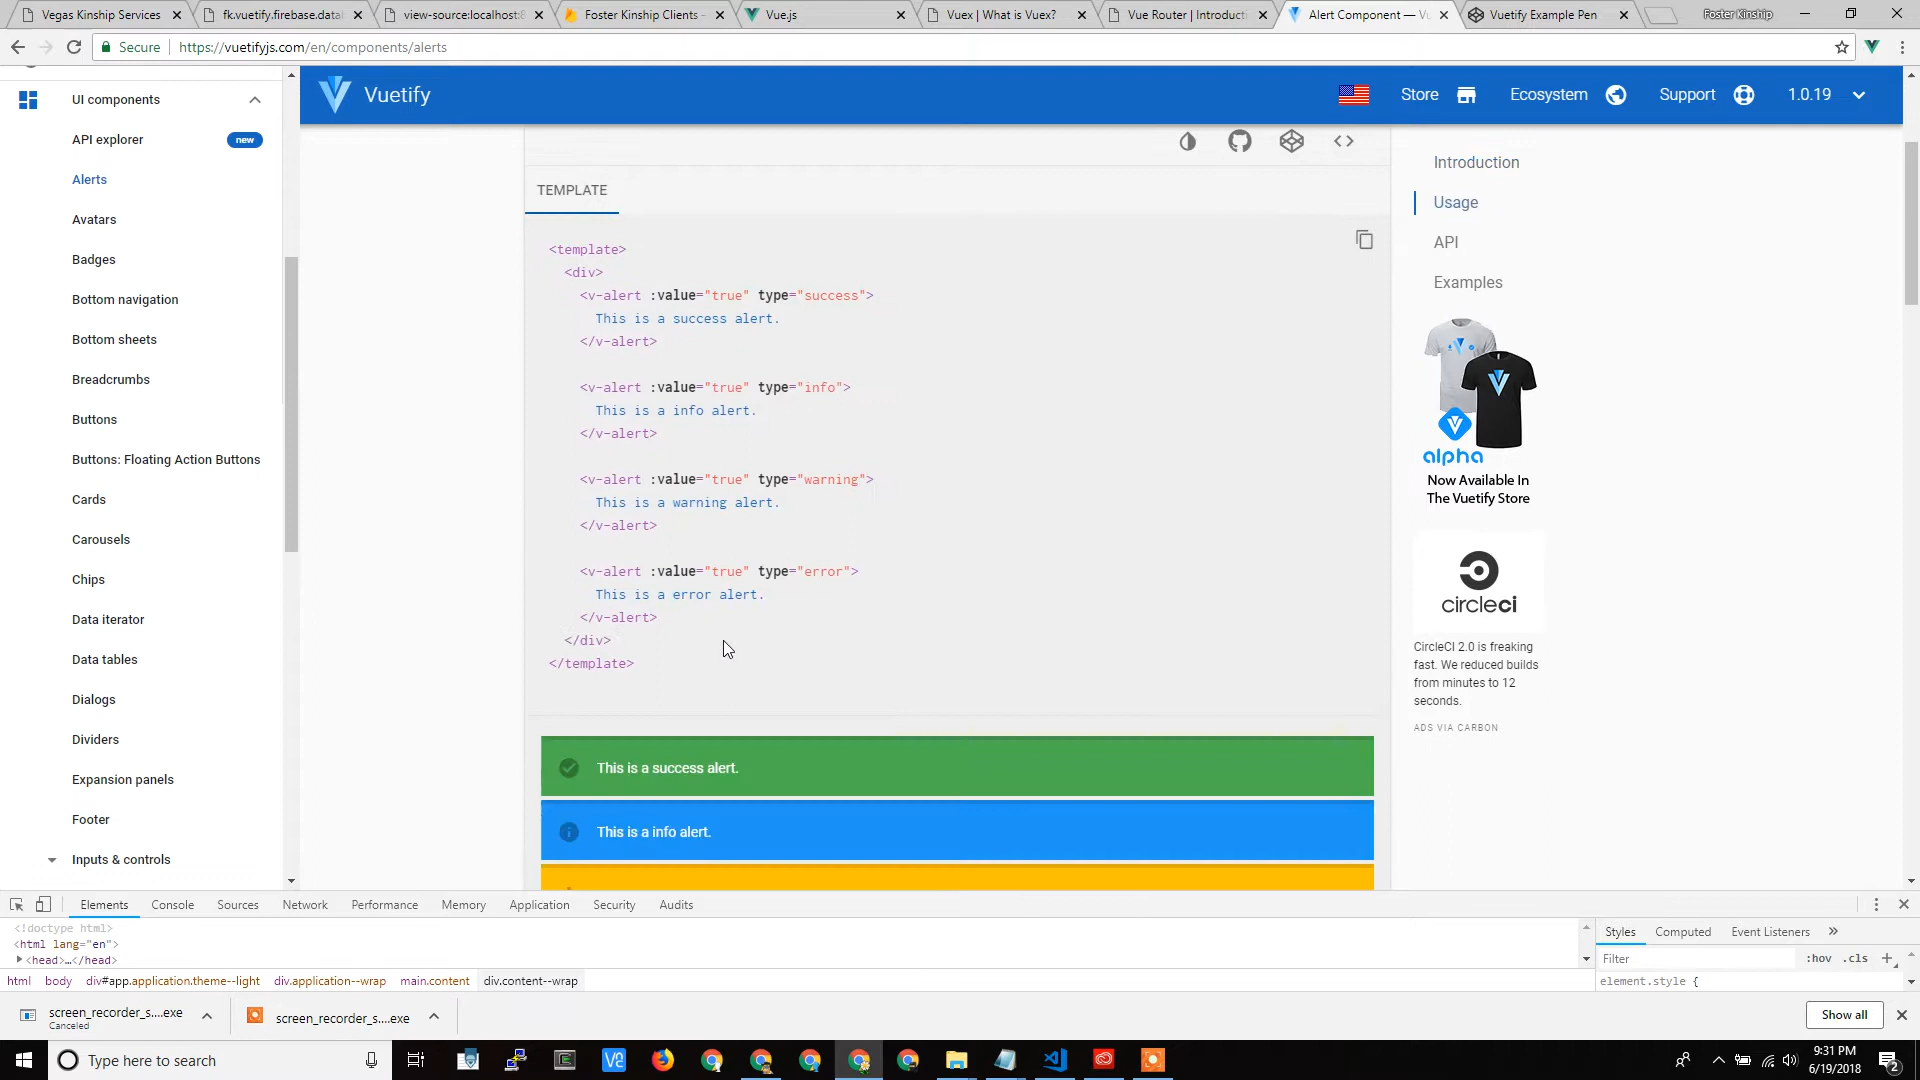 Vegas Kinship Services
fk.vuetify.firebase.datal
view-source:localhost:8
Foster Kinship Clients -
Vue.js
Vuex | What is Vuex?
Vue Router | Introducti
Alert Component — Vu
Vuetify Example Pen
Foster Kinship
Secure
https://vuetifyjs.com/en/components/alerts
UI components
API explorer
new
Alerts
Avatars
Badges
Bottom navigation
Bottom sheets
Breadcrumbs
Buttons
Buttons: Floating Action Buttons
Cards
Carousels
Chips
Data iterator
Data tables
Dialogs
Dividers
Expansion panels
Footer
Inputs & controls
Vuetify
Store
Ecosystem
Support
1.0.19
TEMPLATE
<template>
<div>
<v-alert :value="true" type="success">
This is a success alert.
</v-alert>
<v-alert :value="true" type="info">
This is a info alert.
</v-alert>
<v-alert :value="true" type="warning">
This is a warning alert.
</v-alert>
<v-alert :value="true" type="error">
This is a error alert.
</v-alert>
</div>
</template>
This is a success alert.
This is a info alert.
Introduction
Usage
API
Examples
alpha
Now Available In
The Vuetify Store
circleci
CircleCI 2.0 is freaking
fast. We reduced builds
from minutes to 12
seconds.
ADS VIA CARBON
Elements
Console
Sources
Network
Performance
Memory
Application
Security
Audits
<!doctype html>
<html lang="en">
<head>…</head>
html
body
div#app.application.theme--light
div.application--wrap
main.content
div.content--wrap
Styles
Computed
Event Listeners
»
Filter
:hov
.cls
+
element.style {
screen_recorder_s....exe
Canceled
screen_recorder_s....exe
Show all
Type here to search
9:31 PM
6/19/2018
2